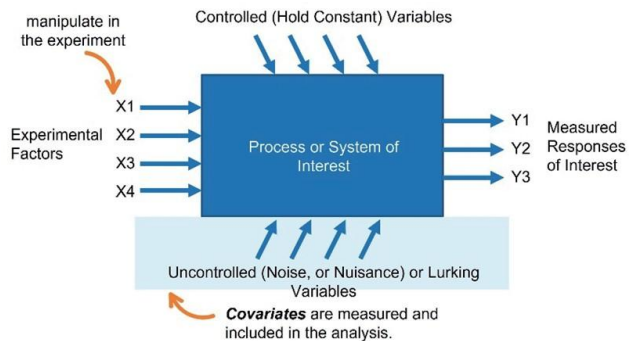 manipulate in
the experiment
Controlled (Hold Constant) Variables
X1
X2
X3
X4
Experimental
Factors
Process or System of
Interest
Y1
Y2
Y3
Measured
Responses
of Interest
Uncontrolled (Noise, or Nuisance) or Lurking
Variables
Covariates are measured and
included in the analysis.